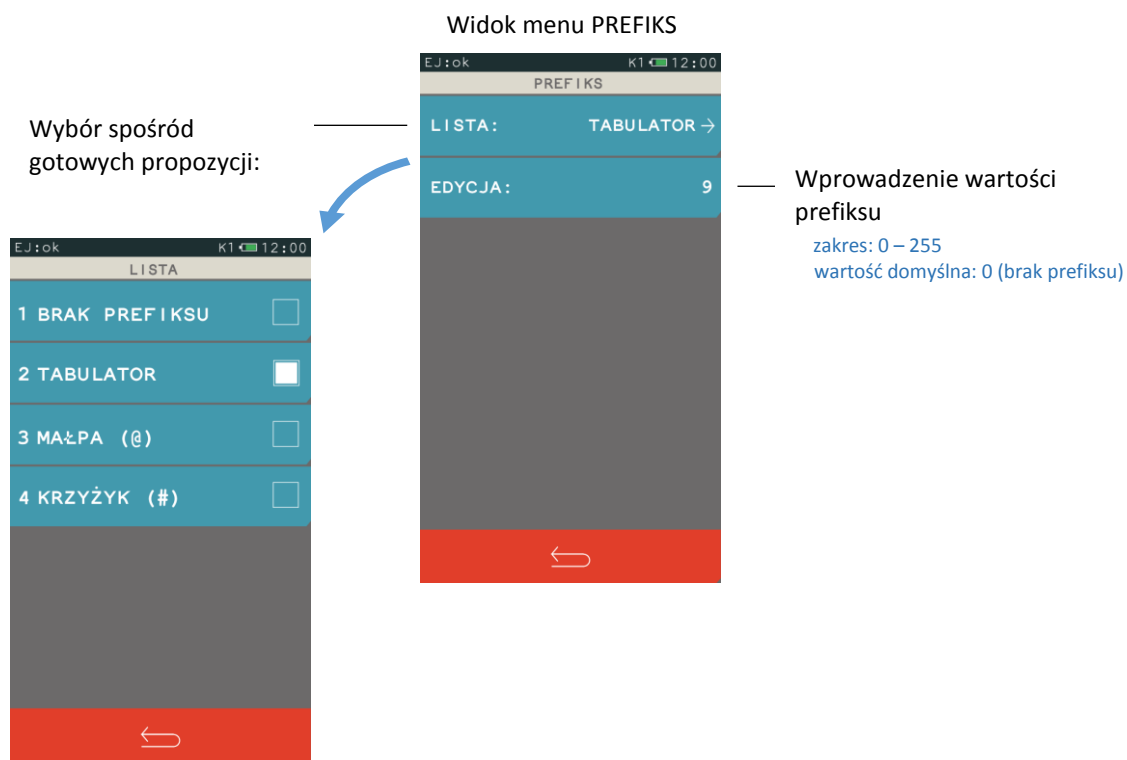 Widok menu PREFIKS
EJ:ok K1 12:00
PREFIKS
LISTA: TABULATOR →
EDYCJA: 9
Wybór spośród
gotowych propozycji:
Wprowadzenie wartości
prefiksu
zakres: 0 – 255
wartość domyślna: 0 (brak prefiksu)
EJ:ok K1 12:00
LISTA
1 BRAK PREFIKSU
2 TABULATOR
3 MAŁPA (@)
4 KRZYŻYK (#)